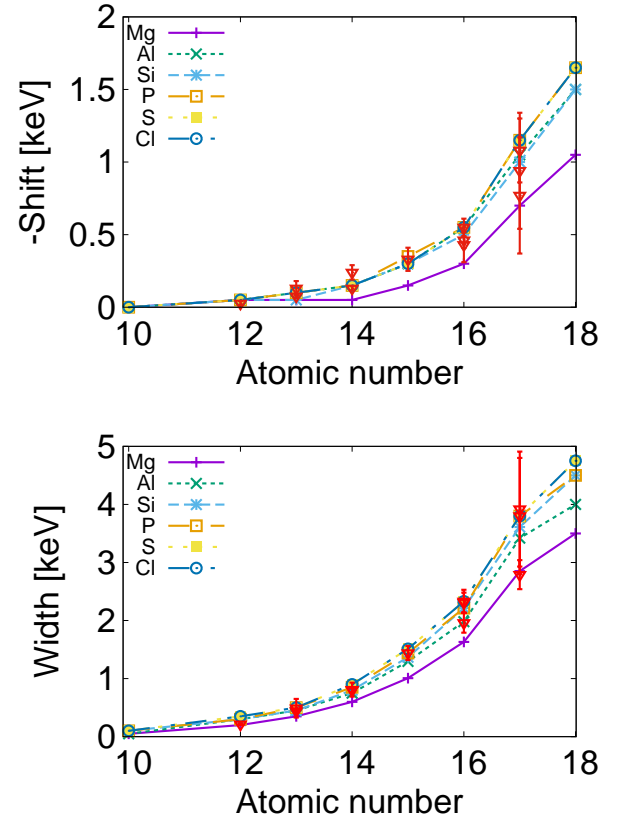 2
Mg
Al
1.5
Si
P
S
1
Cl
-Shift [keV]
0.5
0
10 12 14 16 18
Atomic number
5
Mg
Al
4
Si
P
3
S
Cl
Width [keV]
2
1
0
10 12 14 16 18
Atomic number